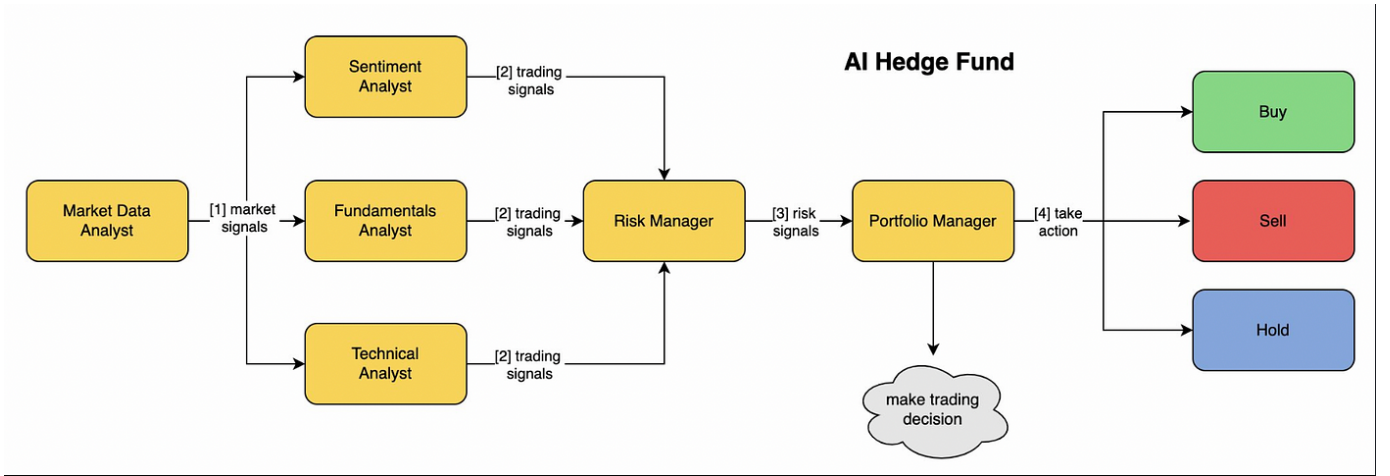 AI Hedge Fund
Sentiment
Analyst
[2] trading
signals
Buy
Market Data
Analyst
[1] market
signals
Fundamentals
Analyst
[2] trading
signals
Risk Manager
[3] risk
signals
Portfolio Manager
[4] take
action
Sell
Technical
Analyst
[2] trading
signals
Hold
make trading
decision